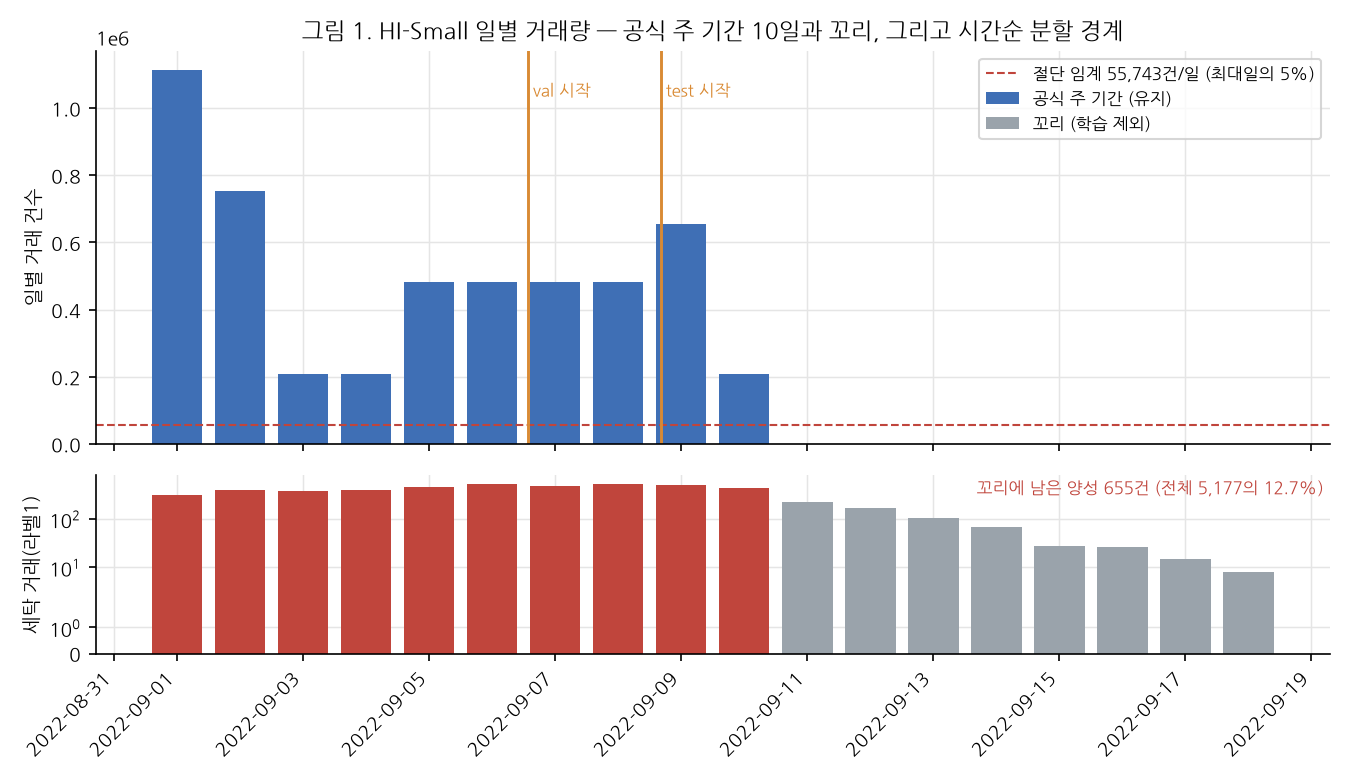 그림 1. HI-Small 일별 거래량 — 공식 주 기간 10일과 꼬리, 그리고 시간순 분할 경계
1e6
절단 임계 55,743건/일 (최대일의 5%)
공식 주 기간 (유지)
꼬리 (학습 제외)
val 시작
test 시작
일별 거래 건수
1.0
0.8
0.6
0.4
0.2
0.0
꼬리에 남은 양성 655건 (전체 5,177의 12.7%)
세탁 거래(라벨1)
10²
10¹
10⁰
0
2022-08-31
2022-09-01
2022-09-03
2022-09-05
2022-09-07
2022-09-09
2022-09-11
2022-09-13
2022-09-15
2022-09-17
2022-09-19